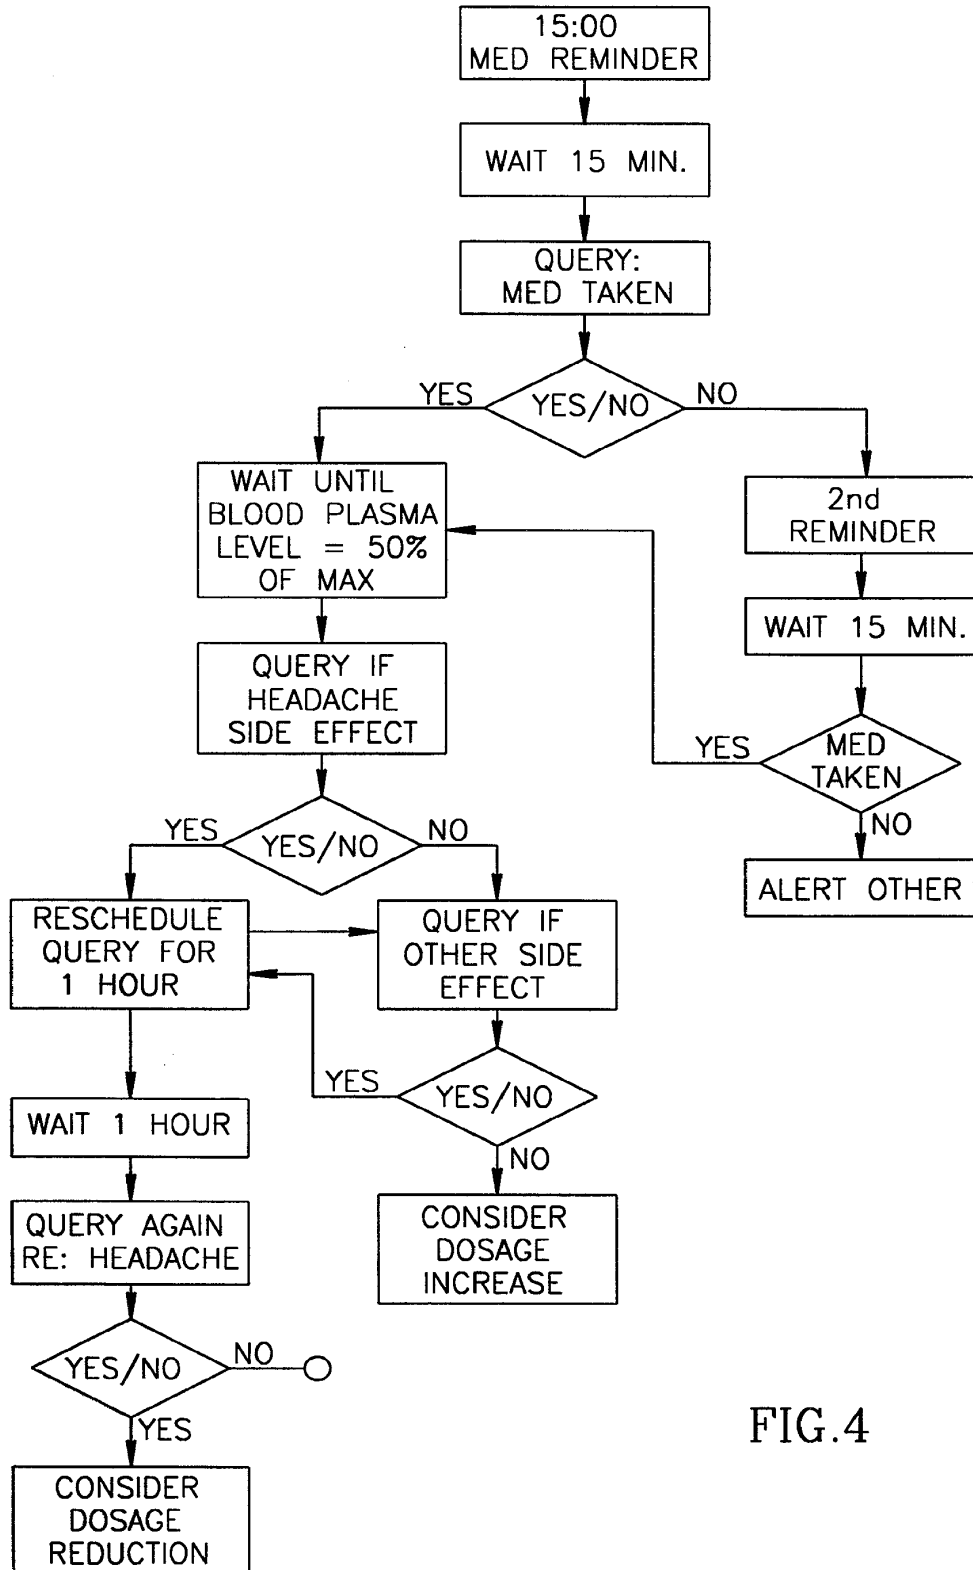 15:00
MED REMINDER
WAIT 15 MIN.
QUERY:
MED TAKEN
YES
YES/NO
NO
WAIT UNTIL
BLOOD PLASMA
LEVEL = 50%
OF MAX
2nd
REMINDER
WAIT 15 MIN.
QUERY IF
HEADACHE
SIDE EFFECT
YES
MED
TAKEN
NO
ALERT OTHER
YES
YES/NO
NO
RESCHEDULE
QUERY FOR
1 HOUR
QUERY IF
OTHER SIDE
EFFECT
YES
YES/NO
NO
WAIT 1 HOUR
CONSIDER
DOSAGE
INCREASE
QUERY AGAIN
RE: HEADACHE
YES/NO
NO
YES
CONSIDER
DOSAGE
REDUCTION
FIG.4